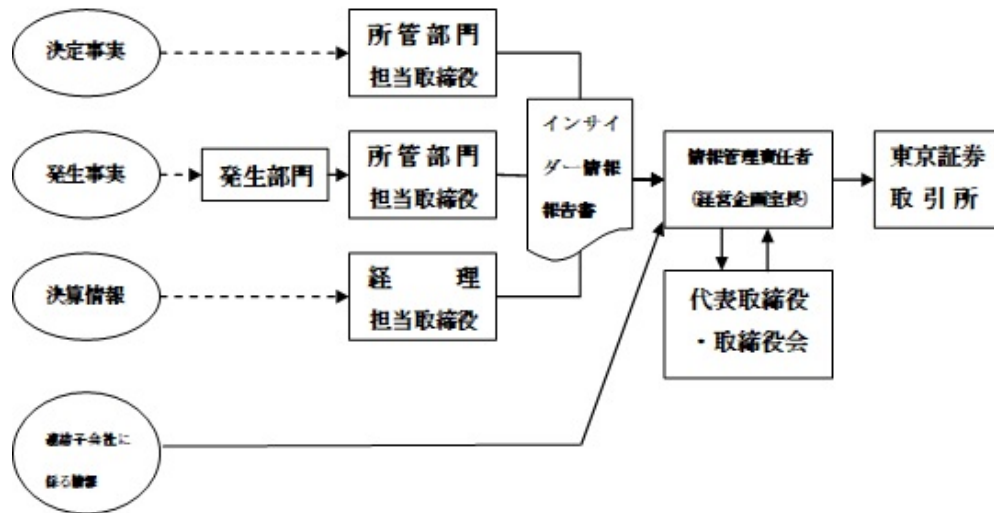 決定事実
所管部門
担当取締役
発生事実
発生部門
所管部門
担当取締役
インサイ
ダー情報
報告書
情報管理責任者
(経営企画室長)
東京証券
取引所
決算情報
経 理
担当取締役
代表取締役
・取締役会
連結子会社に
係る情報